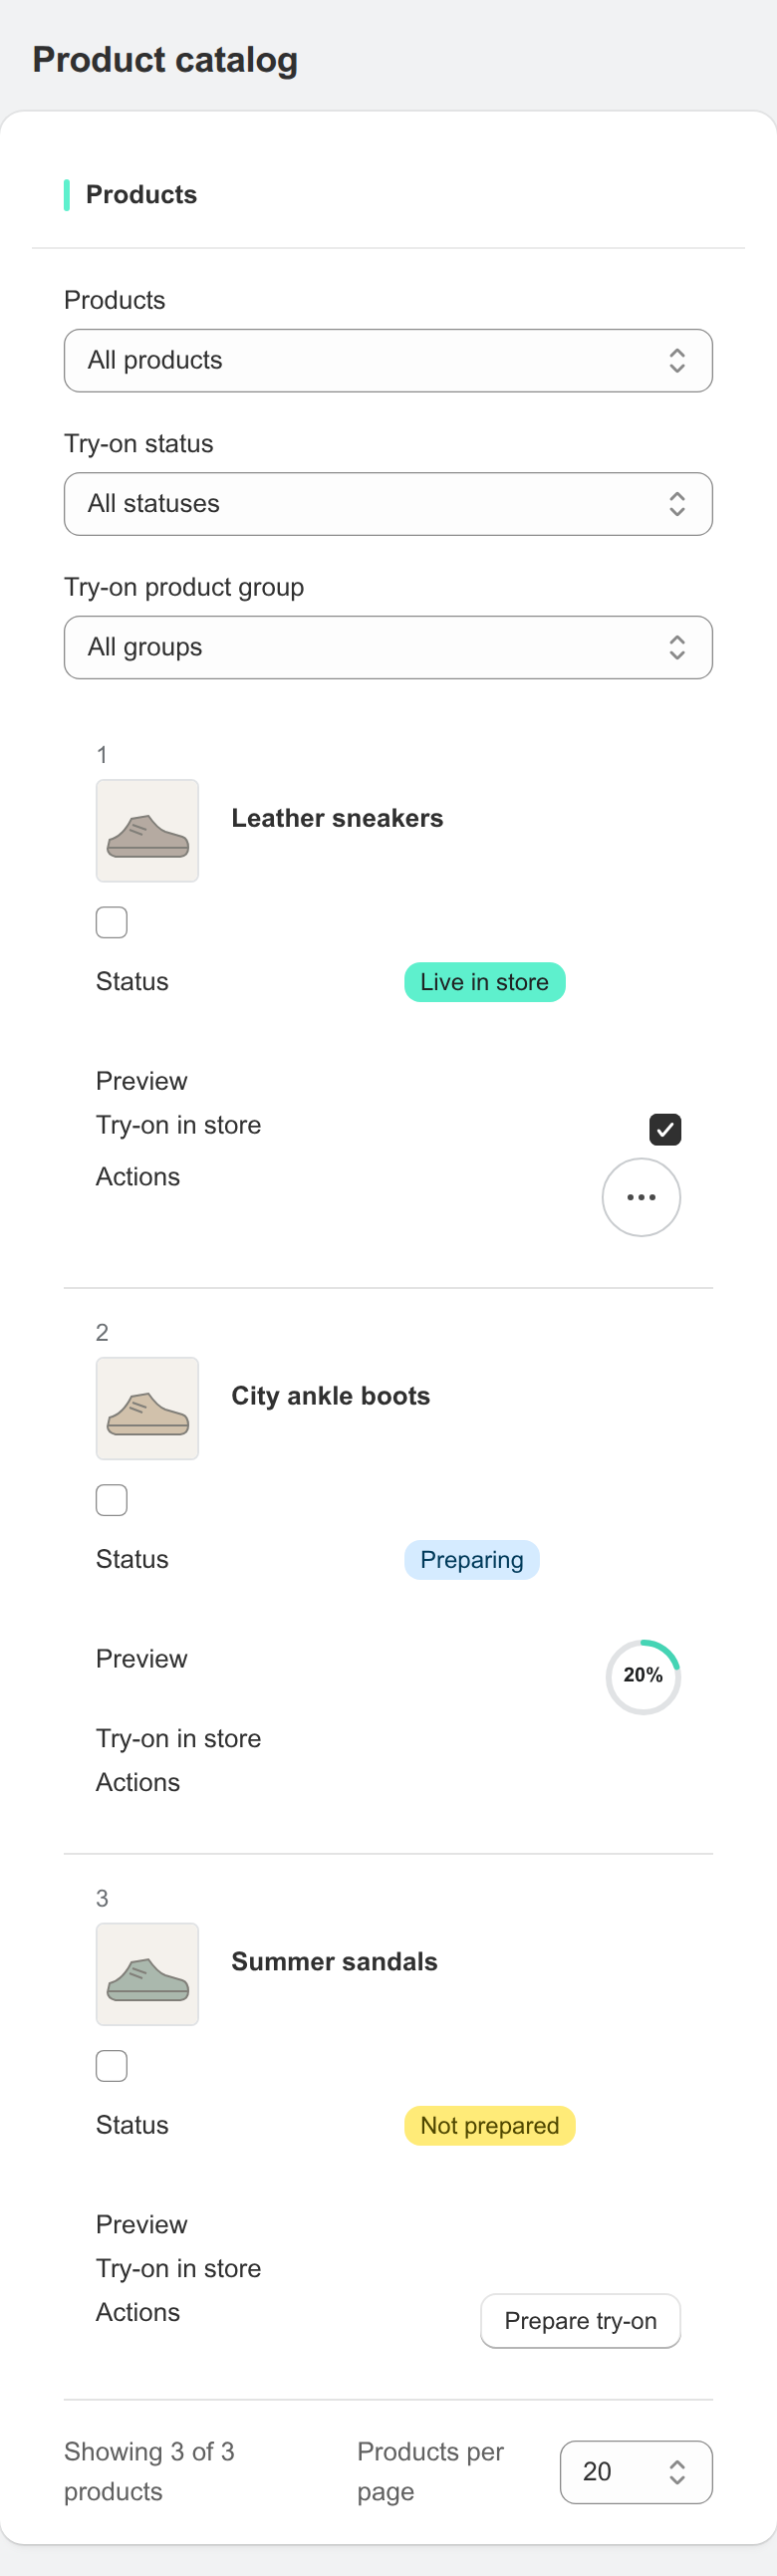 Product catalog
Products
Products
All products
Try-on status
All statuses
Try-on product group
All groups
1
Leather sneakers
Status
Live in store
Preview
Try-on in store
Actions
2
City ankle boots
Status
Preparing
Preview
20%
Try-on in store
Actions
3
Summer sandals
Status
Not prepared
Preview
Try-on in store
Actions
Prepare try-on
Showing 3 of 3
products
Products per
page
20